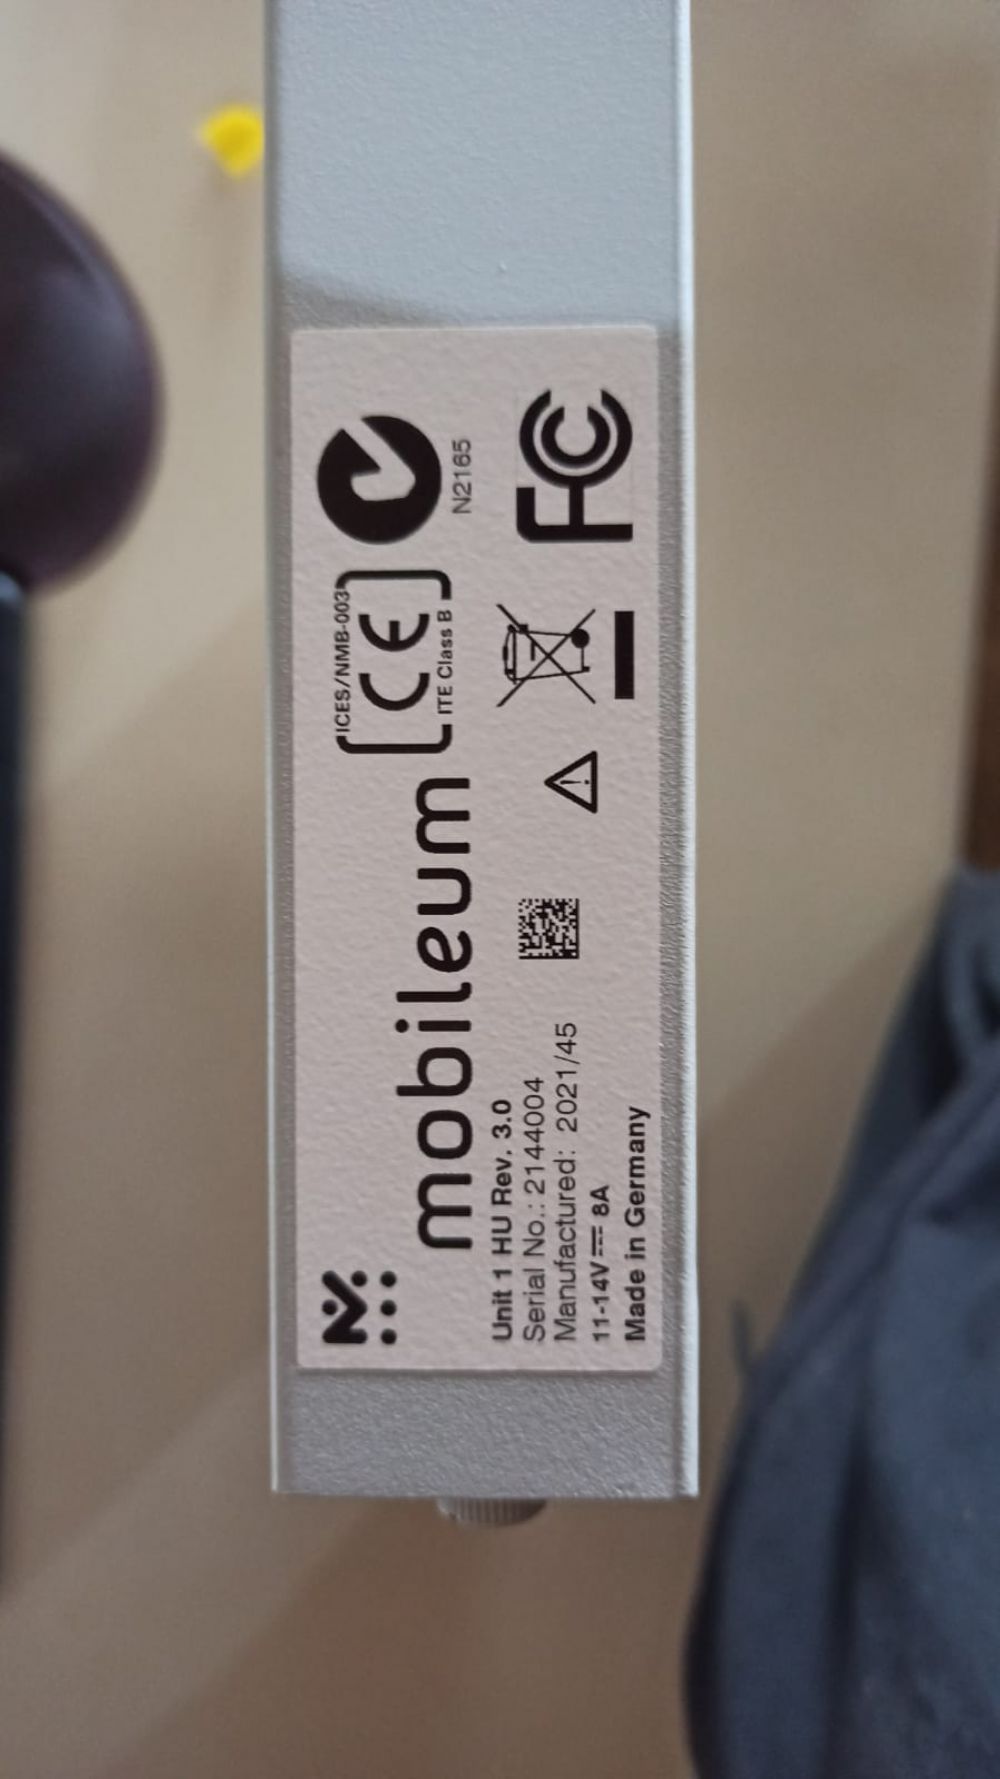 mobileum
ICES/NMB-003
CE
ITE Class B
N2165
Unit 1 HU Rev. 3.0
Serial No.: 2144004
Manufactured: 2021/45
11-14V⎓ 8A
Made in Germany
FC